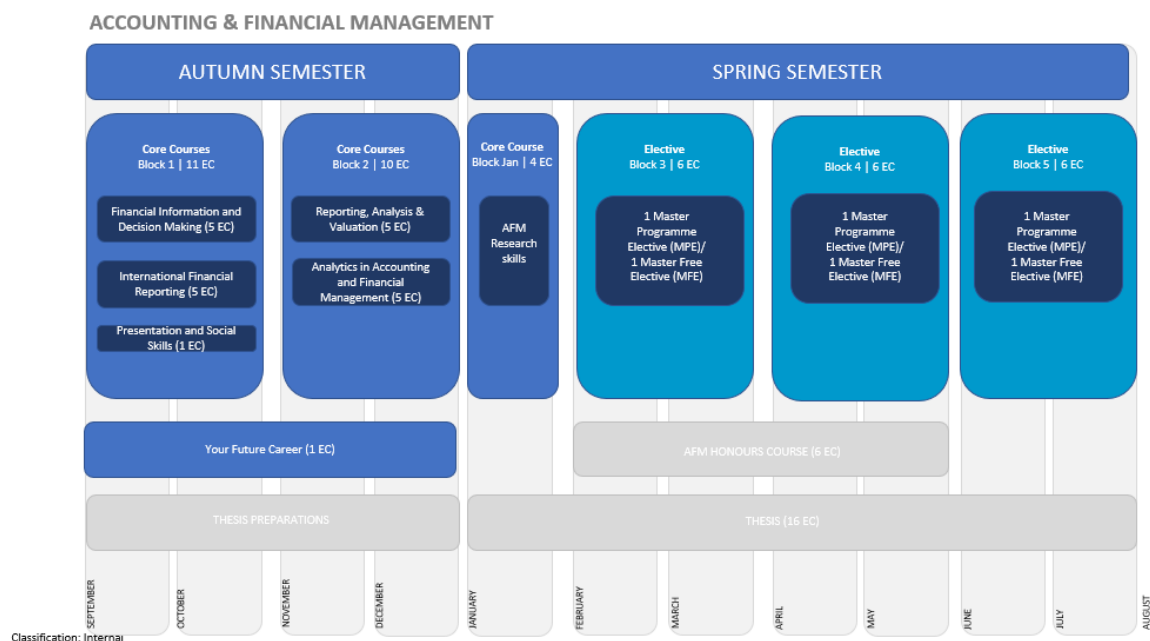 ACCOUNTING & FINANCIAL MANAGEMENT
AUTUMN SEMESTER
SPRING SEMESTER
Core Courses
Block 1 | 11 EC
Financial Information and
Decision Making (5 EC)
International Financial
Reporting (5 EC)
Presentation and Social
Skills (1 EC)
Core Courses
Block 2 | 10 EC
Reporting, Analysis &
Valuation (5 EC)
Analytics in Accounting
and Financial
Management (5 EC)
Core Course
Block Jan | 4 EC
AFM
Research
skills
Elective
Block 3 | 6 EC
1 Master
Programme
Elective (MPE)/
1 Master Free
Elective (MFE)
Elective
Block 4 | 6 EC
1 Master
Programme
Elective (MPE)/
1 Master Free
Elective (MFE)
Elective
Block 5 | 6 EC
1 Master
Programme
Elective (MPE)/
1 Master Free
Elective (MFE)
Your Future Career (1 EC)
AFM HONOURS COURSE (6 EC)
THESIS PREPARATIONS
THESIS (16 EC)
SEPTEMBER
OCTOBER
NOVEMBER
DECEMBER
JANUARY
FEBRUARY
MARCH
APRIL
MAY
JUNE
JULY
AUGUST
Classification: Internal